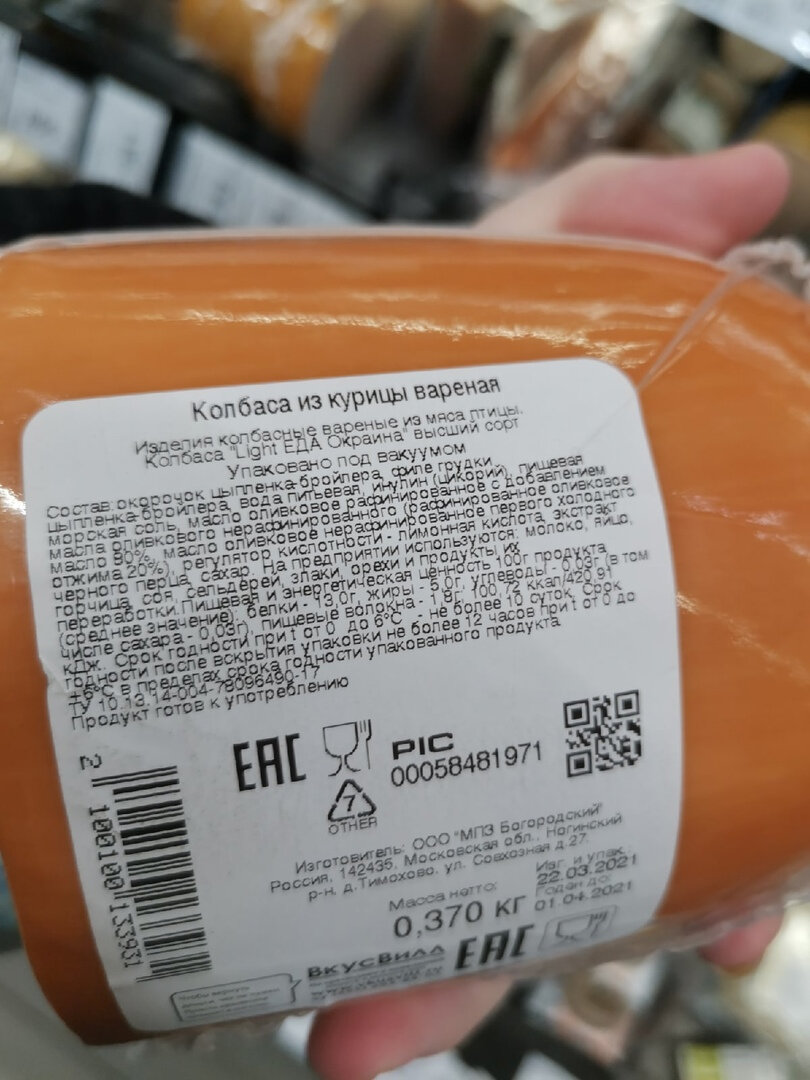 Колбаса из курицы вареная
Изделия колбасные вареные из мяса птицы.
Колбаса "Light ЕДА Окраина" высший сорт
Упаковано под вакуумом
Состав: окорочок цыпленка-бройлера, филе грудки
цыпленка-бройлера, вода питьевая, инулин (цикорий), пищевая
морская соль, масло оливковое рафинированное с добавлением
масла оливкового нерафинированного (рафинированное оливковое
масло 80%, масло оливковое нерафинированное первого холодного
отжима 20%), регулятор кислотности - лимонная кислота, экстракт
черного перца, сахар. На предприятии используются: молоко, яйцо,
горчица, соя, сельдерей, злаки, орехи и продукты их
переработки. Пищевая и энергетическая ценность 100г продукта
(среднее значение): белки - 13,0г, жиры - 5,0г, углеводы - 0,03г (в том
числе сахара - 0,03г), пищевые волокна - 1,8г; 100,72 ккал/420,91
кДж. Срок годности при t от 0 до 6°С - не более 10 суток. Срок
годности после вскрытия упаковки не более 12 часов при t от 0 до
+6°С в пределах срока годности упакованного продукта
ТУ 10.13.14-004-78096490-17
Продукт готов к употреблению
EAC
PIC
00058481971
7
OTHER
2 100100 133931
Изготовитель: ООО "МПЗ Богородский"
Россия, 142435, Московская обл., Ногинский
р-н, д.Тимохово, ул. Совхозная д.27.
Изг. и упак.:
22.03.2021
Масса нетто:
Годен до:
0,370 КГ 01.04.2021
ВкусВилл EAC
Чтобы вернуть